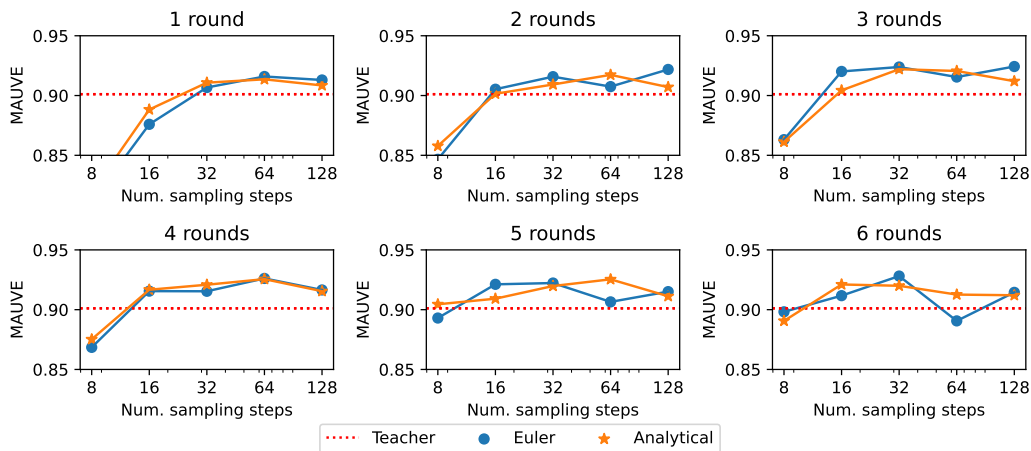 1 round
0.95
0.90
0.85
MAUVE
8 16 32 64 128
Num. sampling steps
2 rounds
0.95
0.90
0.85
MAUVE
8 16 32 64 128
Num. sampling steps
3 rounds
0.95
0.90
0.85
MAUVE
8 16 32 64 128
Num. sampling steps
4 rounds
0.95
0.90
0.85
MAUVE
8 16 32 64 128
Num. sampling steps
5 rounds
0.95
0.90
0.85
MAUVE
8 16 32 64 128
Num. sampling steps
6 rounds
0.95
0.90
0.85
MAUVE
8 16 32 64 128
Num. sampling steps
Teacher Euler Analytical